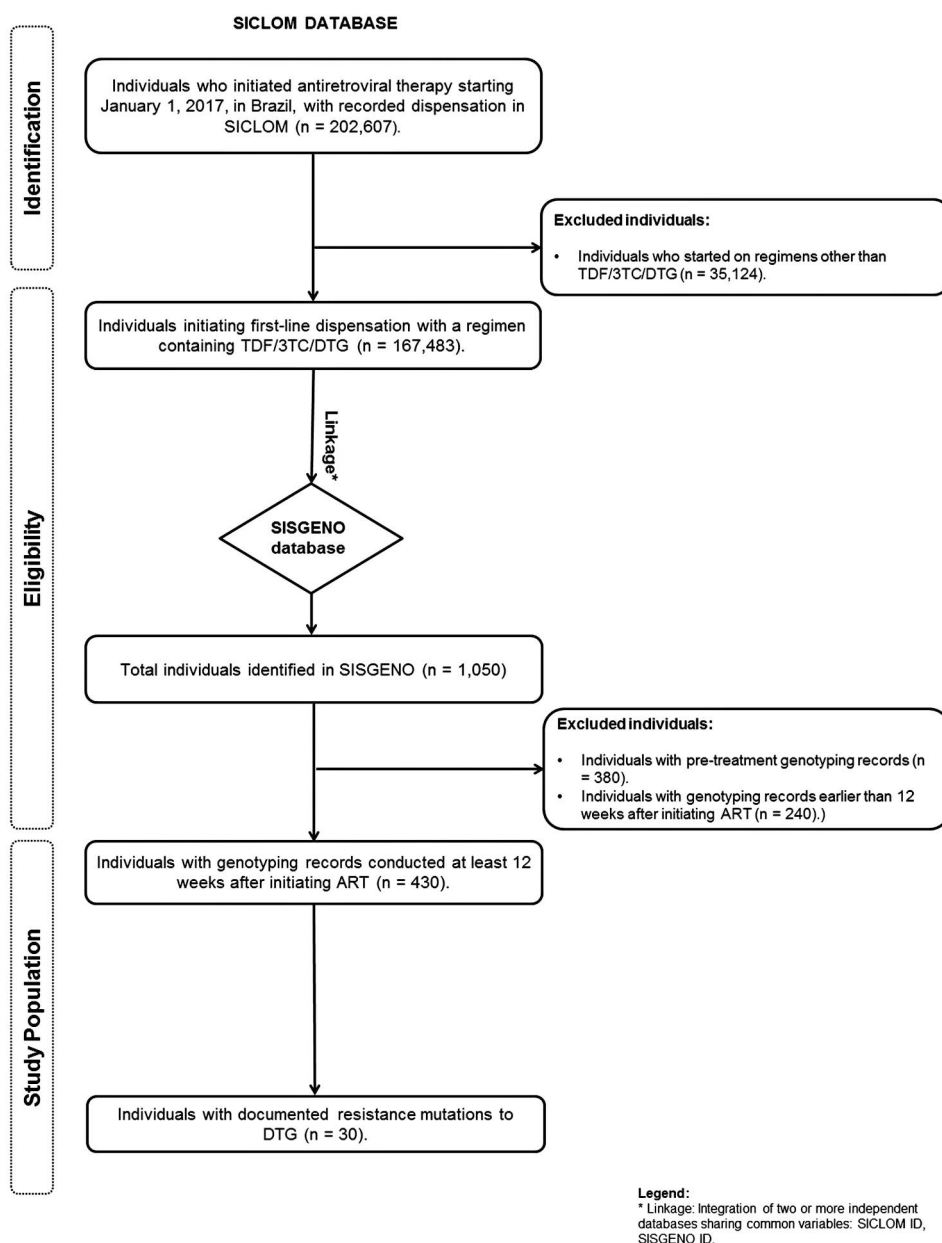 SICLOM DATABASE
Identification
Individuals who initiated antiretroviral therapy starting
January 1, 2017, in Brazil, with recorded dispensation in
SICLOM (n = 202,607).
Excluded individuals:
• Individuals who started on regimens other than
TDF/3TC/DTG (n = 35,124).
Eligibility
Individuals initiating first-line dispensation with a regimen
containing TDF/3TC/DTG (n = 167,483).
Linkage*
SISGENO
database
Total individuals identified in SISGENO (n = 1,050)
Excluded individuals:
• Individuals with pre-treatment genotyping records (n
= 380).
• Individuals with genotyping records earlier than 12
weeks after initiating ART (n = 240).)
Study Population
Individuals with genotyping records conducted at least 12
weeks after initiating ART (n = 430).
Individuals with documented resistance mutations to
DTG (n = 30).
Legend:
* Linkage: Integration of two or more independent
databases sharing common variables: SICLOM ID,
SISGENO ID.